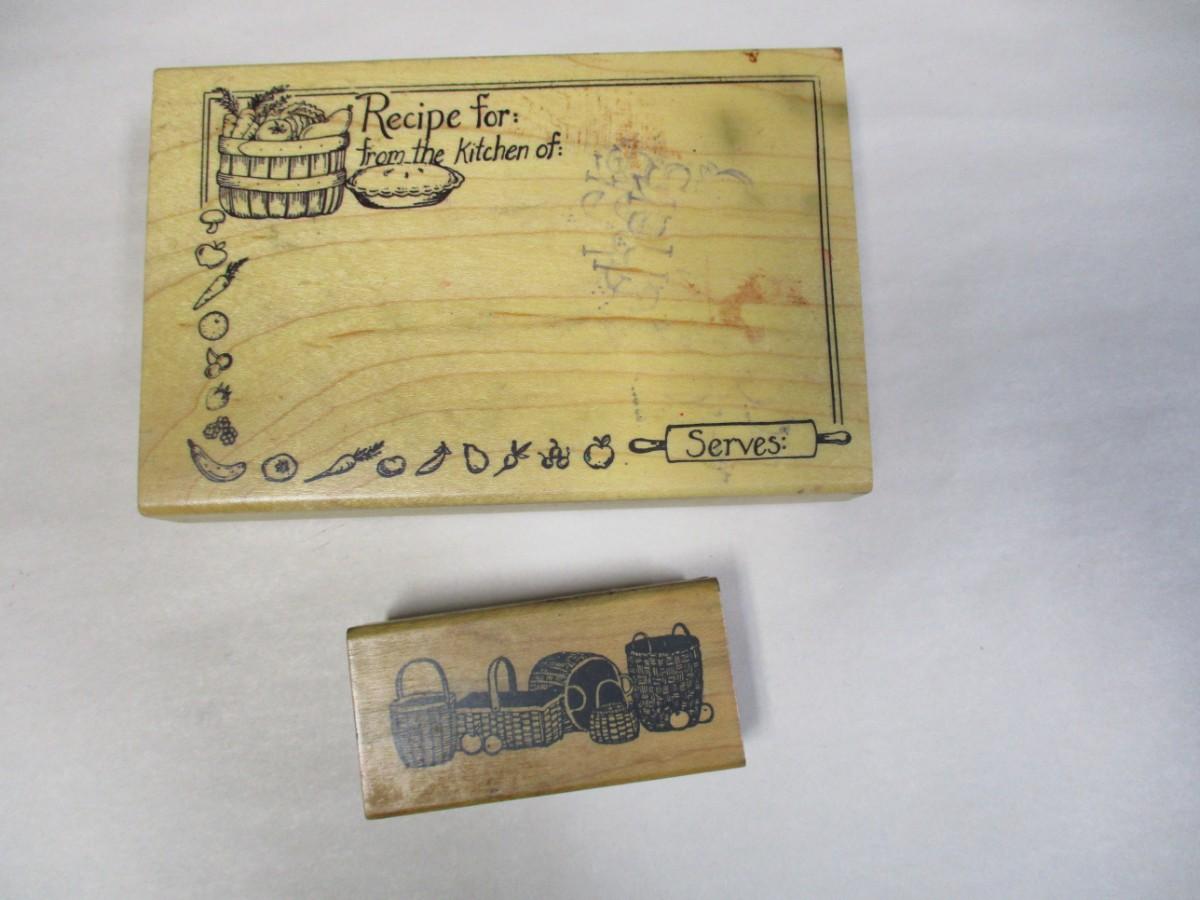 Recipe for:
from the Kitchen of:
Serves: